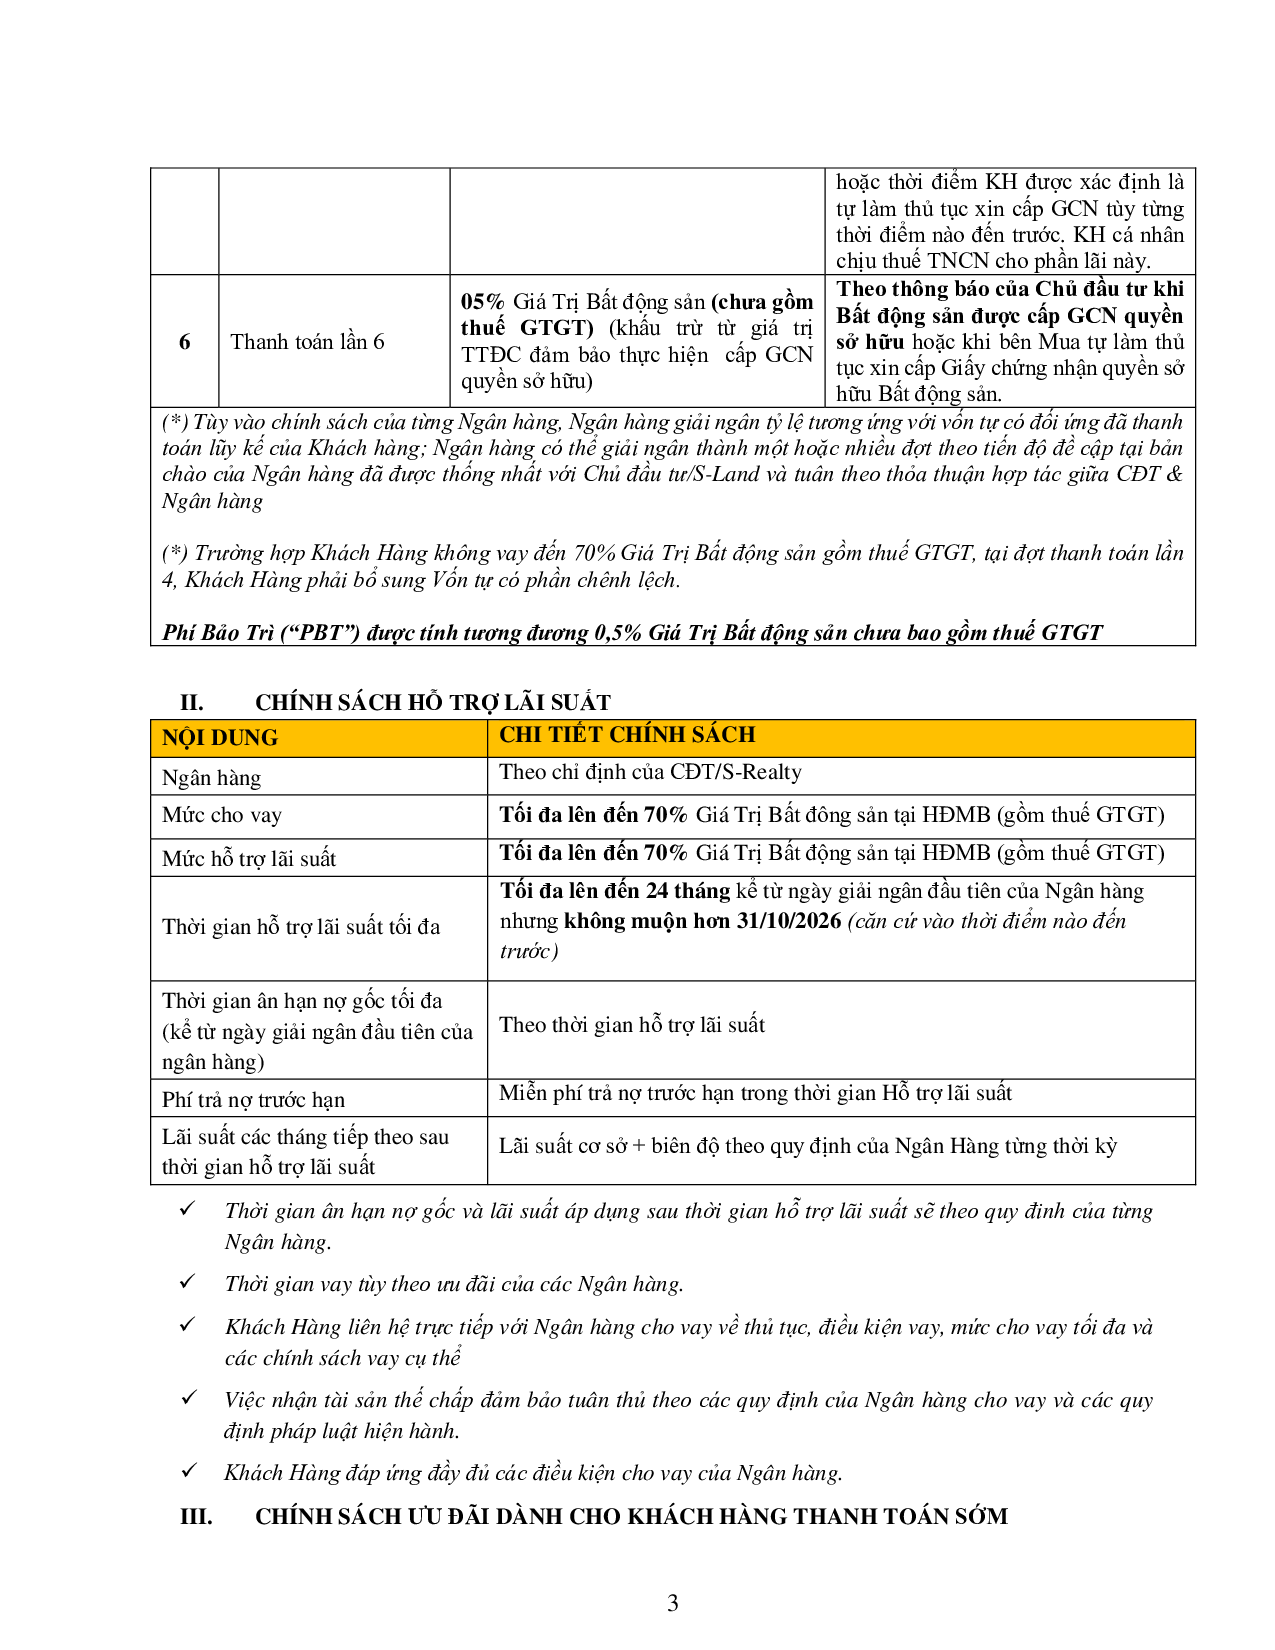 hoặc thời điểm KH được xác định là
tự làm thủ tục xin cấp GCN tùy từng
thời điểm nào đến trước. KH cá nhân
chịu thuế TNCN cho phần lãi này.
6
Thanh toán lần 6
05% Giá Trị Bất động sản (chưa gồm
thuế GTGT) (khấu trừ từ giá trị
TTĐC đảm bảo thực hiện cấp GCN
quyền sở hữu)
Theo thông báo của Chủ đầu tư khi
Bất động sản được cấp GCN quyền
sở hữu hoặc khi bên Mua tự làm thủ
tục xin cấp Giấy chứng nhận quyền sở
hữu Bất động sản.
(*) Tùy vào chính sách của từng Ngân hàng, Ngân hàng giải ngân tỷ lệ tương ứng với vốn tự có đối ứng đã thanh
toán lũy kế của Khách hàng; Ngân hàng có thể giải ngân thành một hoặc nhiều đợt theo tiến độ đề cập tại bản
chào của Ngân hàng đã được thống nhất với Chủ đầu tư/S-Land và tuân theo thỏa thuận hợp tác giữa CĐT &
Ngân hàng
(*) Trường hợp Khách Hàng không vay đến 70% Giá Trị Bất động sản gồm thuế GTGT, tại đợt thanh toán lần
4, Khách Hàng phải bổ sung Vốn tự có phần chênh lệch.
Phí Bảo Trì (“PBT”) được tính tương đương 0,5% Giá Trị Bất động sản chưa bao gồm thuế GTGT
II. CHÍNH SÁCH HỖ TRỢ LÃI SUẤT
NỘI DUNG
CHI TIẾT CHÍNH SÁCH
Ngân hàng
Theo chỉ định của CĐT/S-Realty
Mức cho vay
Tối đa lên đến 70% Giá Trị Bất đông sản tại HĐMB (gồm thuế GTGT)
Mức hỗ trợ lãi suất
Tối đa lên đến 70% Giá Trị Bất động sản tại HĐMB (gồm thuế GTGT)
Thời gian hỗ trợ lãi suất tối đa
Tối đa lên đến 24 tháng kể từ ngày giải ngân đầu tiên của Ngân hàng
nhưng không muộn hơn 31/10/2026 (căn cứ vào thời điểm nào đến
trước)
Thời gian ân hạn nợ gốc tối đa
(kể từ ngày giải ngân đầu tiên của
ngân hàng)
Theo thời gian hỗ trợ lãi suất
Phí trả nợ trước hạn
Miễn phí trả nợ trước hạn trong thời gian Hỗ trợ lãi suất
Lãi suất các tháng tiếp theo sau
thời gian hỗ trợ lãi suất
Lãi suất cơ sở + biên độ theo quy định của Ngân Hàng từng thời kỳ
✓ Thời gian ân hạn nợ gốc và lãi suất áp dụng sau thời gian hỗ trợ lãi suất sẽ theo quy đinh của từng
Ngân hàng.
✓ Thời gian vay tùy theo ưu đãi của các Ngân hàng.
✓ Khách Hàng liên hệ trực tiếp với Ngân hàng cho vay về thủ tục, điều kiện vay, mức cho vay tối đa và
các chính sách vay cụ thể
✓ Việc nhận tài sản thế chấp đảm bảo tuân thủ theo các quy định của Ngân hàng cho vay và các quy
định pháp luật hiện hành.
✓ Khách Hàng đáp ứng đầy đủ các điều kiện cho vay của Ngân hàng.
III. CHÍNH SÁCH ƯU ĐÃI DÀNH CHO KHÁCH HÀNG THANH TOÁN SỚM
3